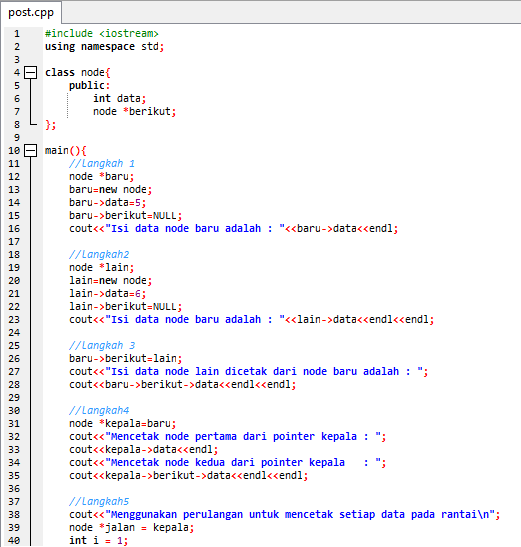 post.cpp
1 #include <iostream>
2 using namespace std;
3
4 class node{
5 public:
6 int data;
7 node *berikut;
8 };
9
10 main(){
11 //Langkah 1
12 node *baru;
13 baru=new node;
14 baru->data=5;
15 baru->berikut=NULL;
16 cout<<"Isi data node baru adalah : "<<baru->data<<endl;
17
18 //Langkah2
19 node *lain;
20 lain=new node;
21 lain->data=6;
22 lain->berikut=NULL;
23 cout<<"Isi data node baru adalah : "<<lain->data<<endl<<endl;
24
25 //Langkah 3
26 baru->berikut=lain;
27 cout<<"Isi data node lain dicetak dari node baru adalah : ";
28 cout<<baru->berikut->data<<endl<<endl;
29
30 //Langkah4
31 node *kepala=baru;
32 cout<<"Mencetak node pertama dari pointer kepala : ";
33 cout<<kepala->data<<endl;
34 cout<<"Mencetak node kedua dari pointer kepala   : ";
35 cout<<kepala->berikut->data<<endl<<endl;
36
37 //Langkah5
38 cout<<"Menggunakan perulangan untuk mencetak setiap data pada rantai\n";
39 node *jalan = kepala;
40 int i = 1;